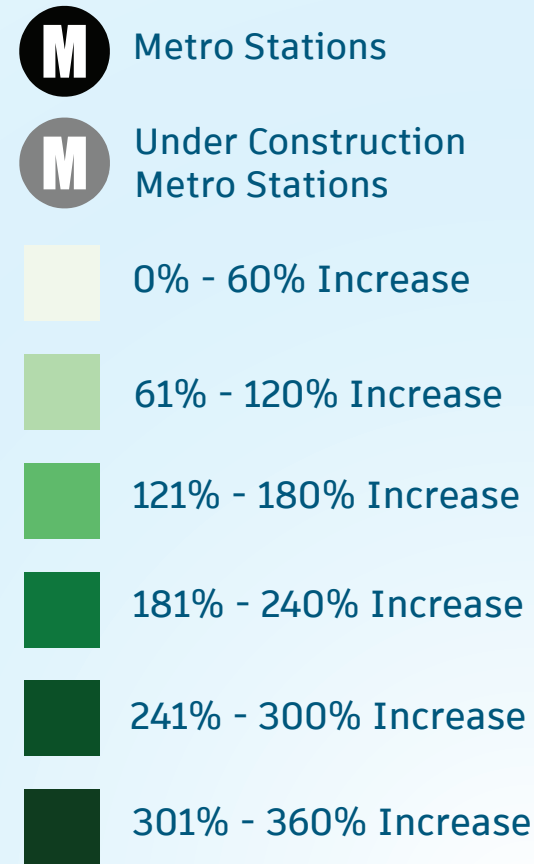 M Metro Stations
M Under Construction
Metro Stations
0% - 60% Increase
61% - 120% Increase
121% - 180% Increase
181% - 240% Increase
241% - 300% Increase
301% - 360% Increase